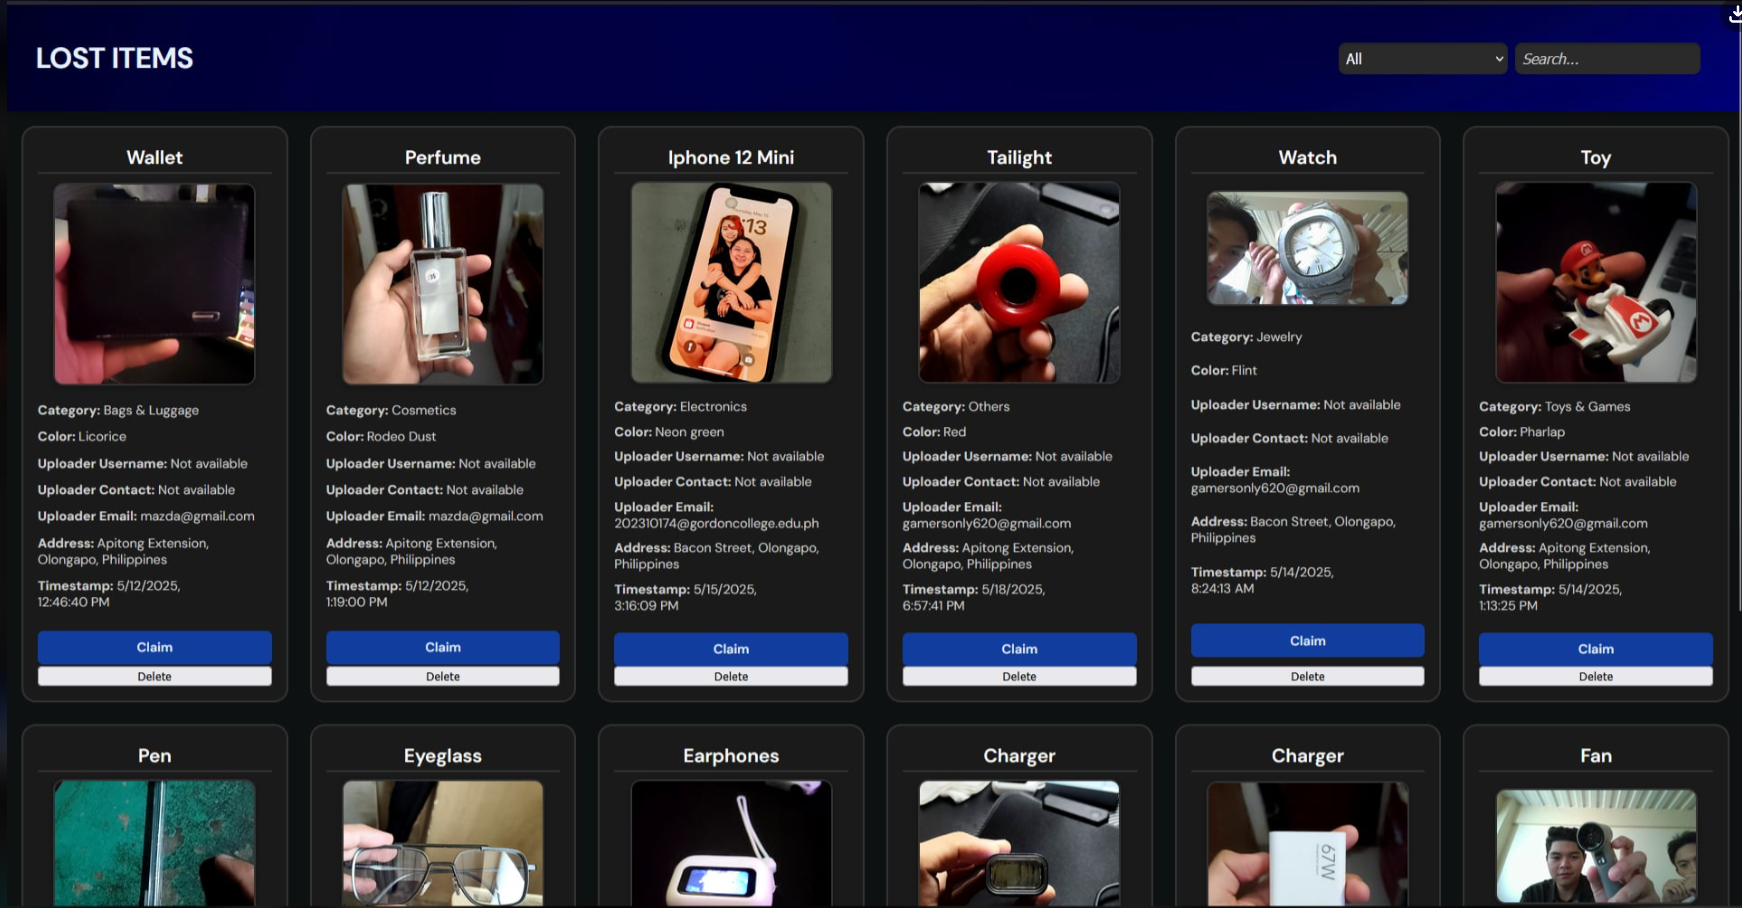 LOST ITEMS
All
Search...
Wallet
Category: Bags & Luggage
Color: Licorice
Uploader Username: Not available
Uploader Contact: Not available
Uploader Email: mazda@gmail.com
Address: Apitong Extension,
Olongapo, Philippines
Timestamp: 5/12/2025,
12:46:40 PM
Claim
Delete
Perfume
Category: Cosmetics
Color: Rodeo Dust
Uploader Username: Not available
Uploader Contact: Not available
Uploader Email: mazda@gmail.com
Address: Apitong Extension,
Olongapo, Philippines
Timestamp: 5/12/2025,
1:19:00 PM
Claim
Delete
Iphone 12 Mini
:13
Category: Electronics
Color: Neon green
Uploader Username: Not available
Uploader Contact: Not available
Uploader Email:
202310174@gordoncollege.edu.ph
Address: Bacon Street, Olongapo,
Philippines
Timestamp: 5/15/2025,
3:16:09 PM
Claim
Delete
Tailight
Category: Others
Color: Red
Uploader Username: Not available
Uploader Contact: Not available
Uploader Email:
gamersonly620@gmail.com
Address: Apitong Extension,
Olongapo, Philippines
Timestamp: 5/18/2025,
6:57:41 PM
Claim
Delete
Watch
Category: Jewelry
Color: Flint
Uploader Username: Not available
Uploader Contact: Not available
Uploader Email:
gamersonly620@gmail.com
Address: Bacon Street, Olongapo,
Philippines
Timestamp: 5/14/2025,
8:24:13 AM
Claim
Delete
Toy
M
Category: Toys & Games
Color: Pharlap
Uploader Username: Not available
Uploader Contact: Not available
Uploader Email:
gamersonly620@gmail.com
Address: Apitong Extension,
Olongapo, Philippines
Timestamp: 5/14/2025,
1:13:25 PM
Claim
Delete
Pen
Eyeglass
Earphones
Charger
Charger
67W
Fan